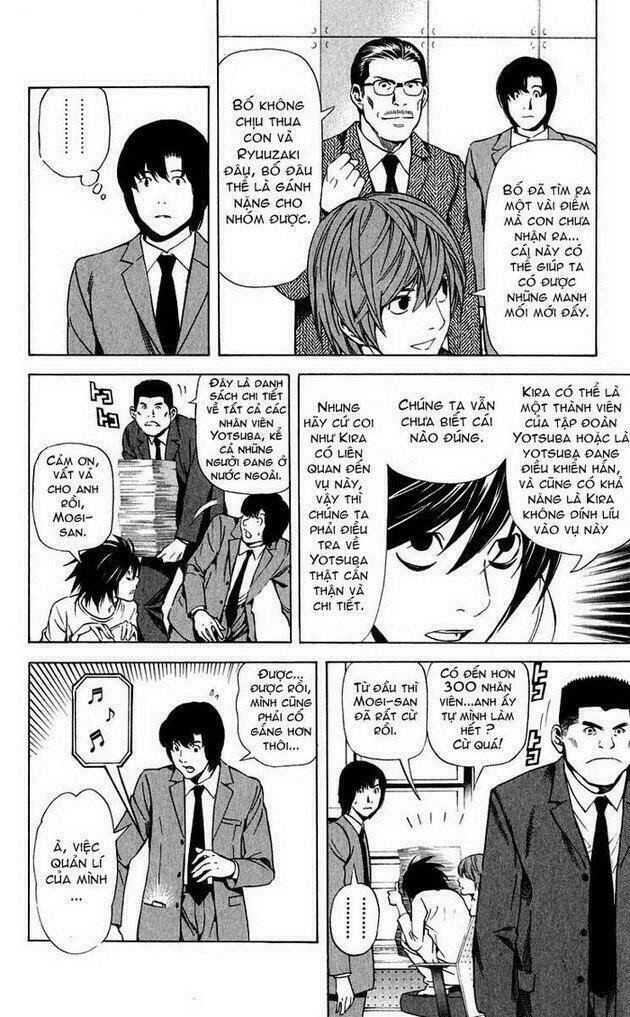 Bố đã tìm ra
một vài điểm
mà con chưa
nhận ra...
cái này có
thể giúp ta
có được
những manh
mối mới đấy.
Bố không
chịu thua
con và
Ryuuzaki
đâu, bố đâu
thể là gánh
nặng cho
nhóm được.
........
Kira có thể là
một thành viên
của tập đoàn
Yotsuba hoặc là
Yotsuba đang
điều khiển hắn,
và cũng có khả
năng là Kira
không dính líu
vào vụ này
Chúng ta vẫn
chưa biết cái
nào đúng.
Nhưng
hãy cứ coi
như Kira
có liên
quan đến
vụ này,
vậy thì
chúng ta
phải điều
tra về
Yotsuba
thật cẩn
thận và
chi tiết.
Đây là danh
sách chi tiết
về tất cả các
nhân viên
Yotsuba, kể
cả những
người đang ở
nước ngoài.
トコ
トコ
Cảm ơn,
vất vả
cho anh
rồi,
Mogi-
san.
トコ
トコ
Có đến hơn
300 nhân
viên...anh ấy
tự mình làm
hết ?
Cừ quá!
Từ đầu thì
Mogi-san
đã rất cừ
rồi.
........
Được...
được rồi,
mình cũng
phải cố
gắng hơn
thôi...
À, việc
quản lí
của mình
...